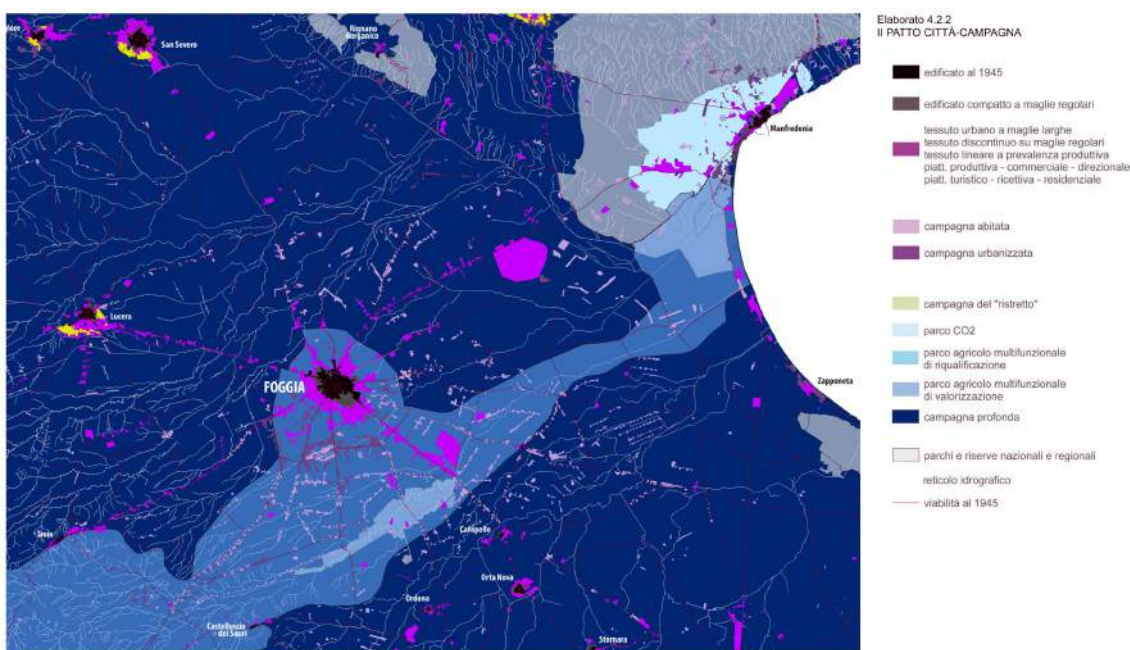 Elaborato 4.2.2
Il PATTO CITTÀ-CAMPAGNA
edificato al 1945
edificato compatto a maglie regolari
tessuto urbano a maglie larghe
tessuto discontinuo su maglie regolari
tessuto lineare a prevalenza produttiva
piatt. produttiva - commerciale - direzionale
piatt. turistico - ricettiva - residenziale
campagna abitata
campagna urbanizzata
campagna del "ristretto"
parco CO2
parco agricolo multifunzionale
di riqualificazione
parco agricolo multifunzionale
di valorizzazione
campagna profonda
parchi e riserve nazionali e regionali
reticolo idrografico
viabilità al 1945
San Severo
Rignano
Garganico
Manfredonia
Lucera
FOGGIA
Zapponeta
Carapelle
Orta Nova
Ordona
Castelluccio
dei Sauri
Stornara